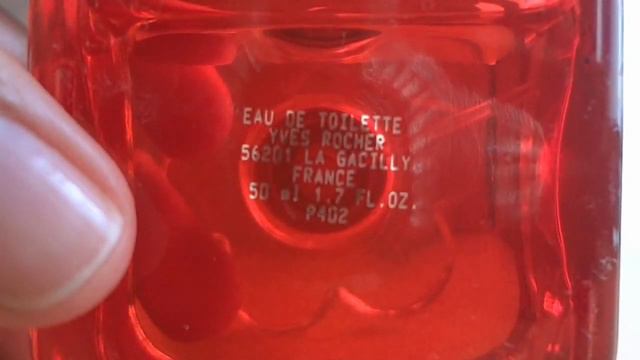 EAU DE TOILETTE
YVES ROCHER
56201 LA GACILLY
FRANCE
50 ml 1.7 FL.OZ.
P402